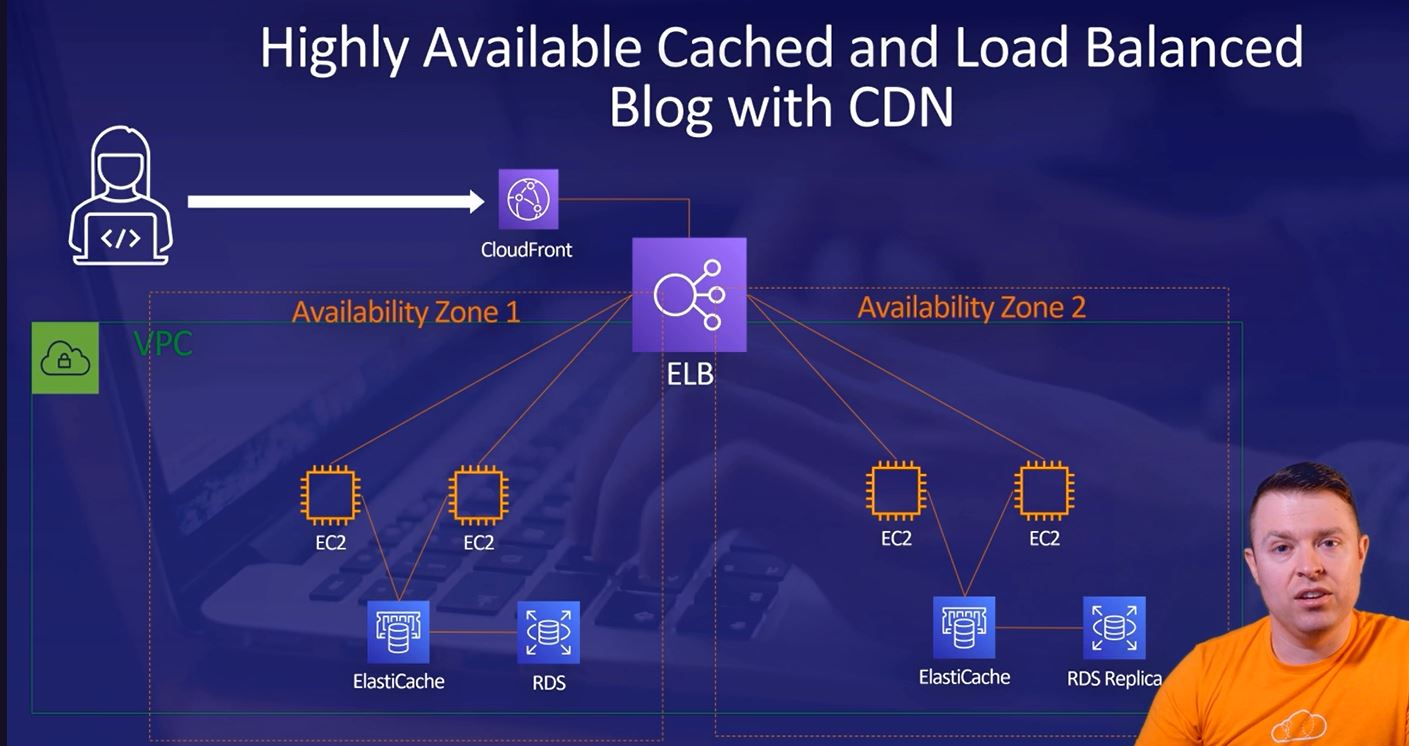 Highly Available Cached and Load Balanced
Blog with CDN
</>
CloudFront
Availability Zone 1
Availability Zone 2
VPC
ELB
EC2
EC2
EC2
EC2
ElastiCache
RDS
ElastiCache
RDS Replica